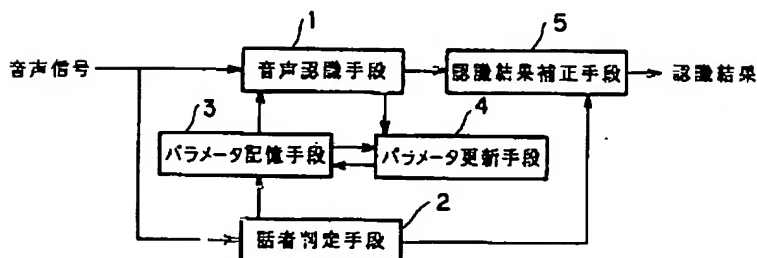 1
5
音声信号
音声認識手段
認識結果補正手段
認識結果
3
4
パラメータ記憶手段
パラメータ更新手段
2
話者判定手段